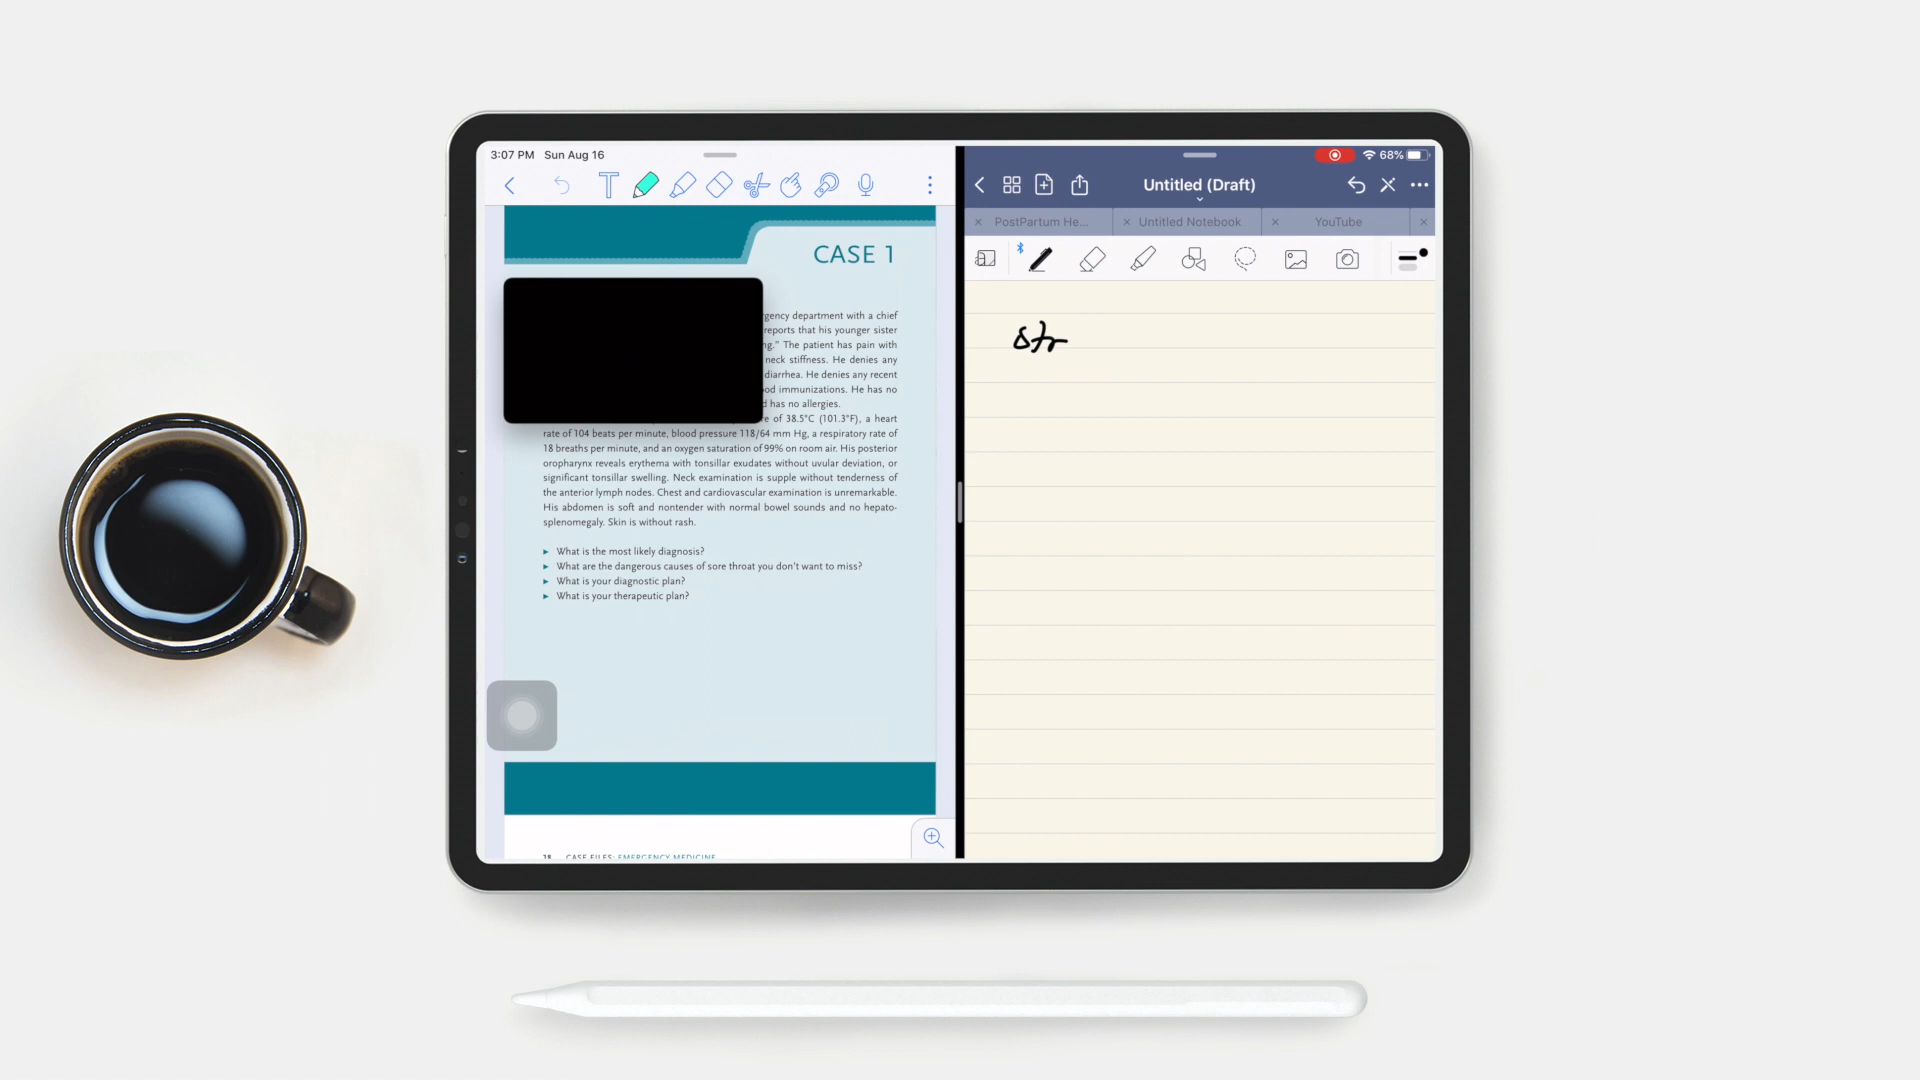 3:07 PM Sun Aug 16
68%
Untitled (Draft)
PostPartum He...
Untitled Notebook
YouTube
CASE 1
gency department with a chief
reports that his younger sister
ng." The patient has pain with
neck stiffness. He denies any
diarrhea. He denies any recent
od immunizations. He has no
d has no allergies.
e of 38.5°C (101.3°F), a heart
rate of 104 beats per minute, blood pressure 118/64 mm Hg, a respiratory rate of
18 breaths per minute, and an oxygen saturation of 99% on room air. His posterior
oropharynx reveals erythema with tonsillar exudates without uvular deviation, or
significant tonsillar swelling. Neck examination is supple without tenderness of
the anterior lymph nodes. Chest and cardiovascular examination is unremarkable.
His abdomen is soft and nontender with normal bowel sounds and no hepato-
splenomegaly. Skin is without rash.
► What is the most likely diagnosis?
► What are the dangerous causes of sore throat you don't want to miss?
► What is your diagnostic plan?
► What is your therapeutic plan?
18 CASE FILES: EMERGENCY MEDICINE
str